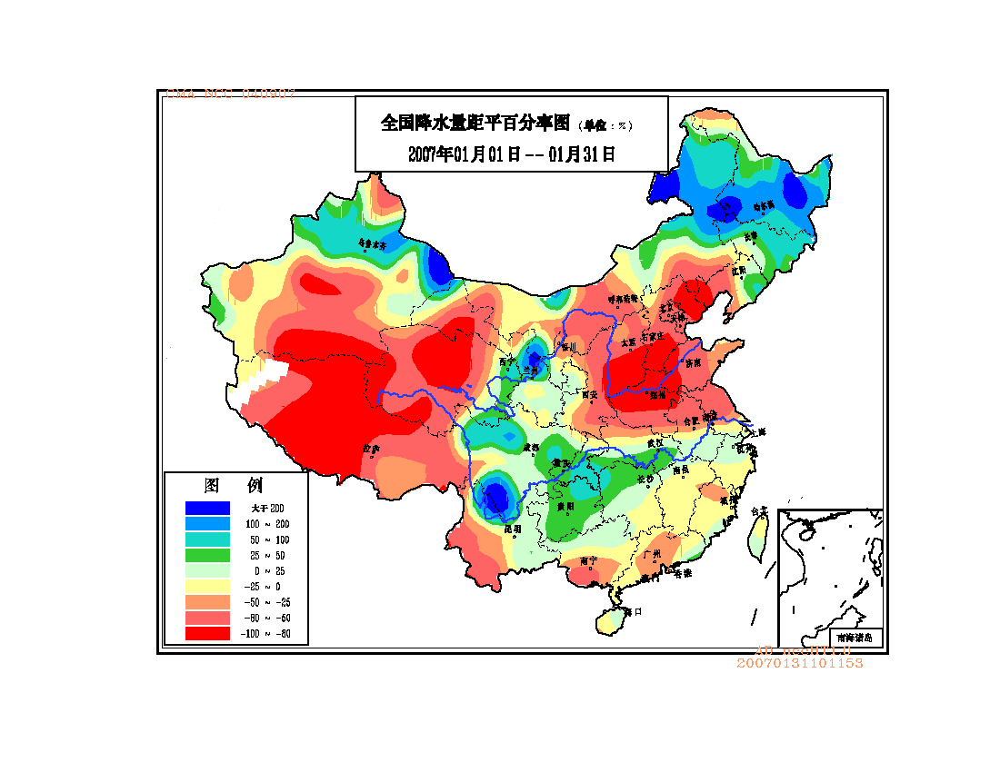 CMA NCC 040902
全国降水量距平百分率图 (单位:%)
2007年01月01日 -- 01月31日
哈尔滨
长春
沈阳
乌鲁木齐
呼和浩特
北京
天津
银川
太原
石家庄
西宁
兰州
济南
西安
郑州
合肥
南京
上海
成都
武汉
杭州
拉萨
重庆
长沙
南昌
贵阳
福州
台北
昆明
南宁
广州
澳门
香港
海口
图 例
大于200
100 ~ 200
50 ~ 100
25 ~ 50
0 ~ 25
-25 ~ 0
-50 ~ -25
-80 ~ -50
-100 ~ -80
南海诸岛
20070131101153